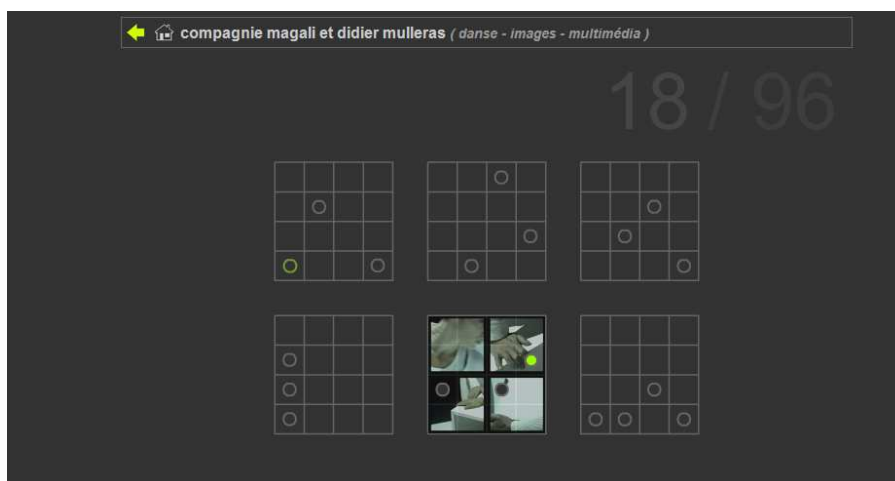 compagnie magali et didier mulleras ( danse - images - multimédia )
18 / 96